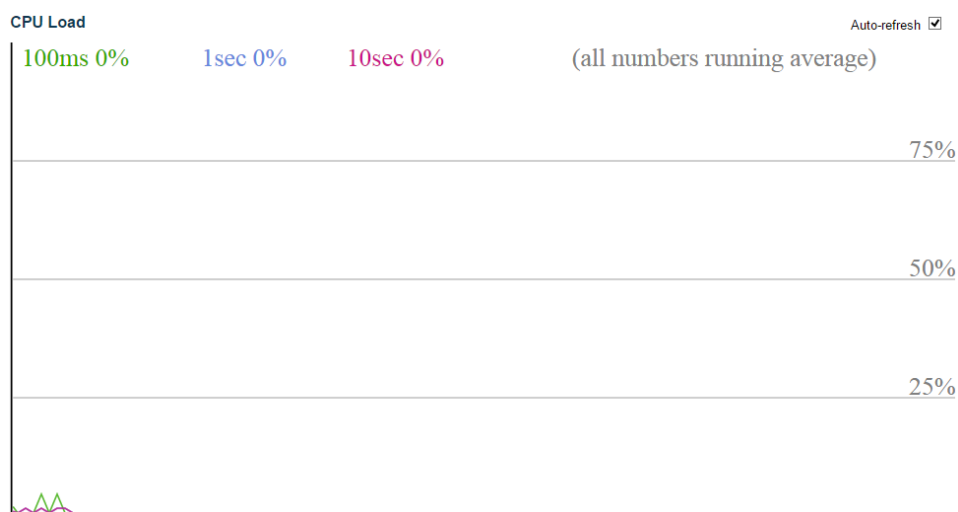 CPU Load
Auto-refresh
100ms 0% 1sec 0% 10sec 0% (all numbers running average)
75%
50%
25%